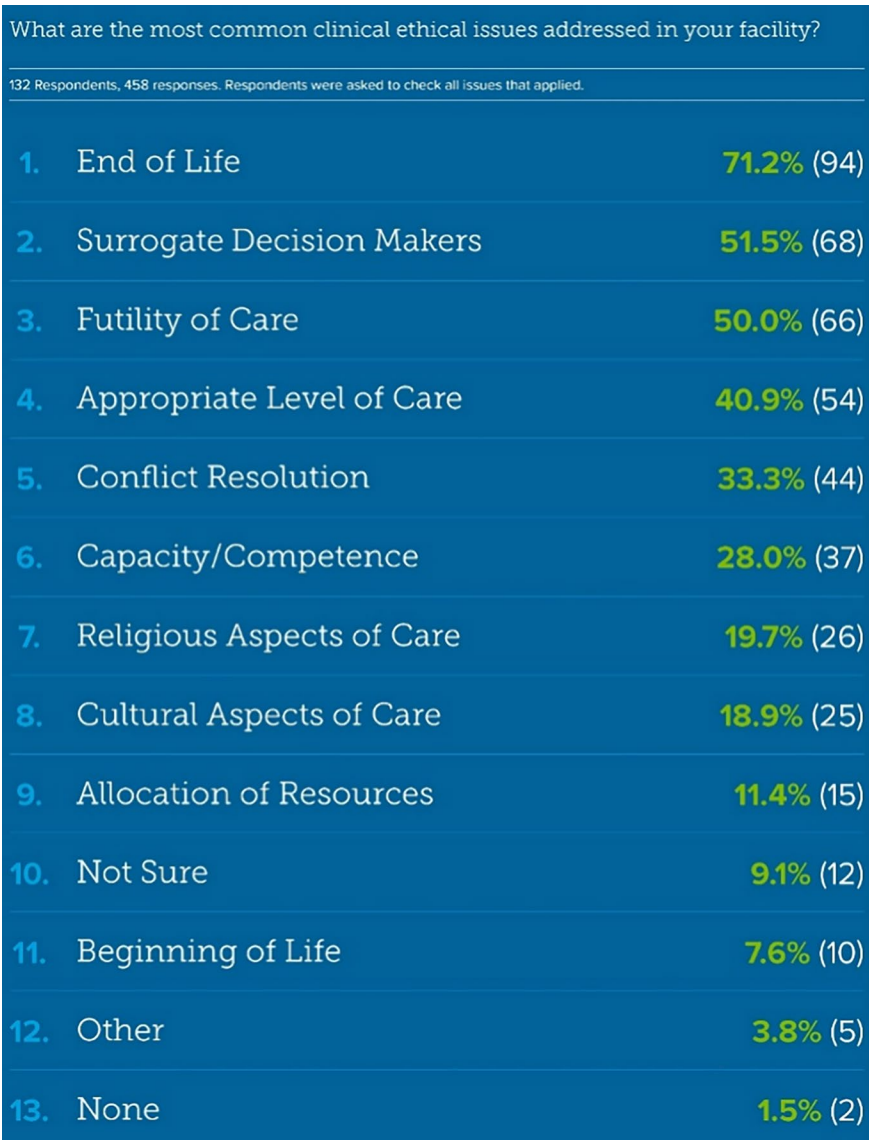 What are the most common clinical ethical issues addressed in your facility?
132 Respondents, 458 responses. Respondents were asked to check all issues that applied.
1. End of Life 71.2% (94)
2. Surrogate Decision Makers 51.5% (68)
3. Futility of Care 50.0% (66)
4. Appropriate Level of Care 40.9% (54)
5. Conflict Resolution 33.3% (44)
6. Capacity/Competence 28.0% (37)
7. Religious Aspects of Care 19.7% (26)
8. Cultural Aspects of Care 18.9% (25)
9. Allocation of Resources 11.4% (15)
10. Not Sure 9.1% (12)
11. Beginning of Life 7.6% (10)
12. Other 3.8% (5)
13. None 1.5% (2)